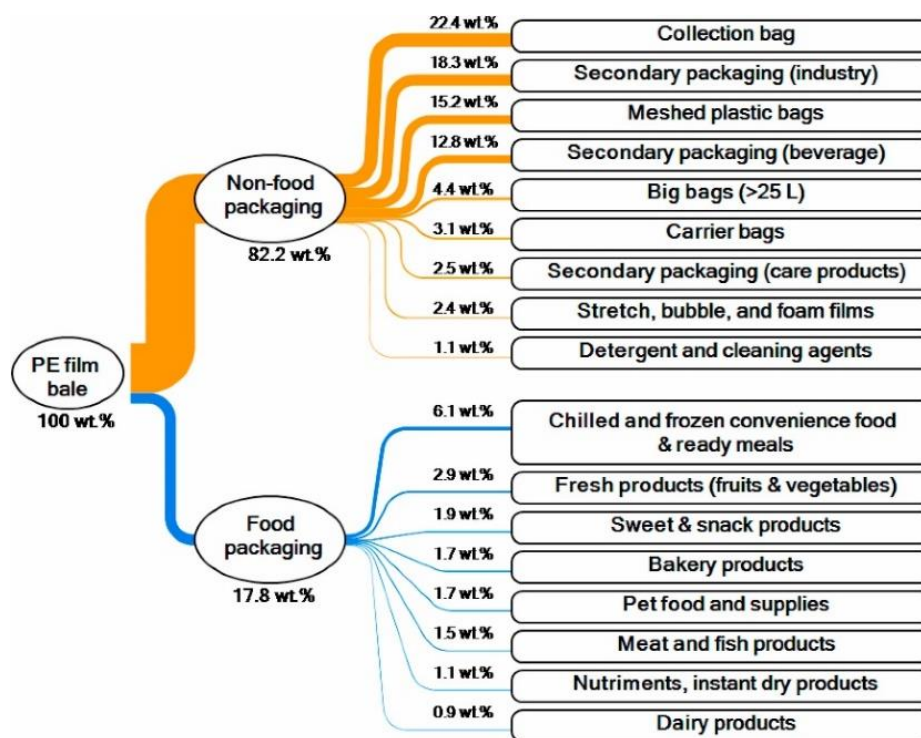 22.4 wt.%
Collection bag
18.3 wt.%
Secondary packaging (industry)
15.2 wt.%
Meshed plastic bags
12.8 wt.%
Secondary packaging (beverage)
Non-food
packaging
82.2 wt.%
4.4 wt.%
Big bags (>25 L)
3.1 wt.%
Carrier bags
2.5 wt.%
Secondary packaging (care products)
2.4 wt.%
Stretch, bubble, and foam films
1.1 wt.%
Detergent and cleaning agents
PE film
bale
100 wt.%
6.1 wt.%
Chilled and frozen convenience food
& ready meals
2.9 wt.%
Fresh products (fruits & vegetables)
1.9 wt.%
Sweet & snack products
Food
packaging
17.8 wt.%
1.7 wt.%
Bakery products
1.7 wt.%
Pet food and supplies
1.5 wt.%
Meat and fish products
1.1 wt.%
Nutriments, instant dry products
0.9 wt.%
Dairy products